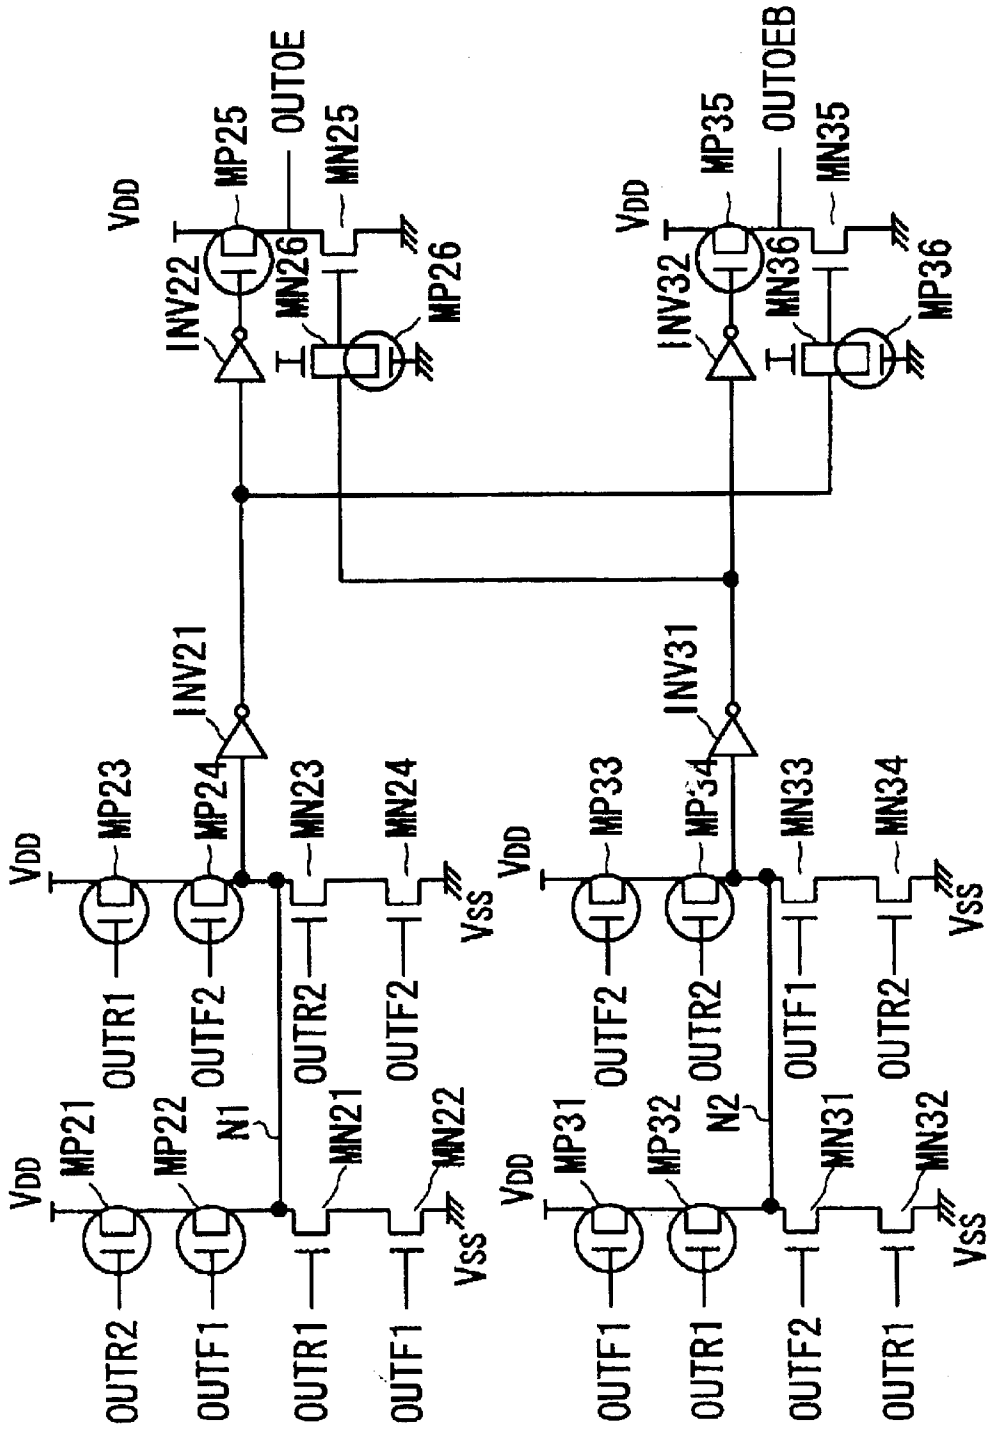 VDD
MP21
OUTR2
MP22
OUTF1
N1
MN21
OUTR1
MN22
OUTF1
VSS
VDD
MP23
OUTR1
MP24
OUTF2
MN23
OUTR2
MN24
OUTF2
VSS
INV21
INV22
VDD
MP25
OUTOE
MN26
MN25
MP26
VDD
MP31
OUTF1
MP32
OUTR1
N2
MN31
OUTF2
MN32
OUTR1
VSS
VDD
MP33
OUTF2
MP34
OUTR2
MN33
OUTF1
MN34
OUTR2
VSS
INV31
INV32
VDD
MP35
OUTOEB
MN36
MN35
MP36